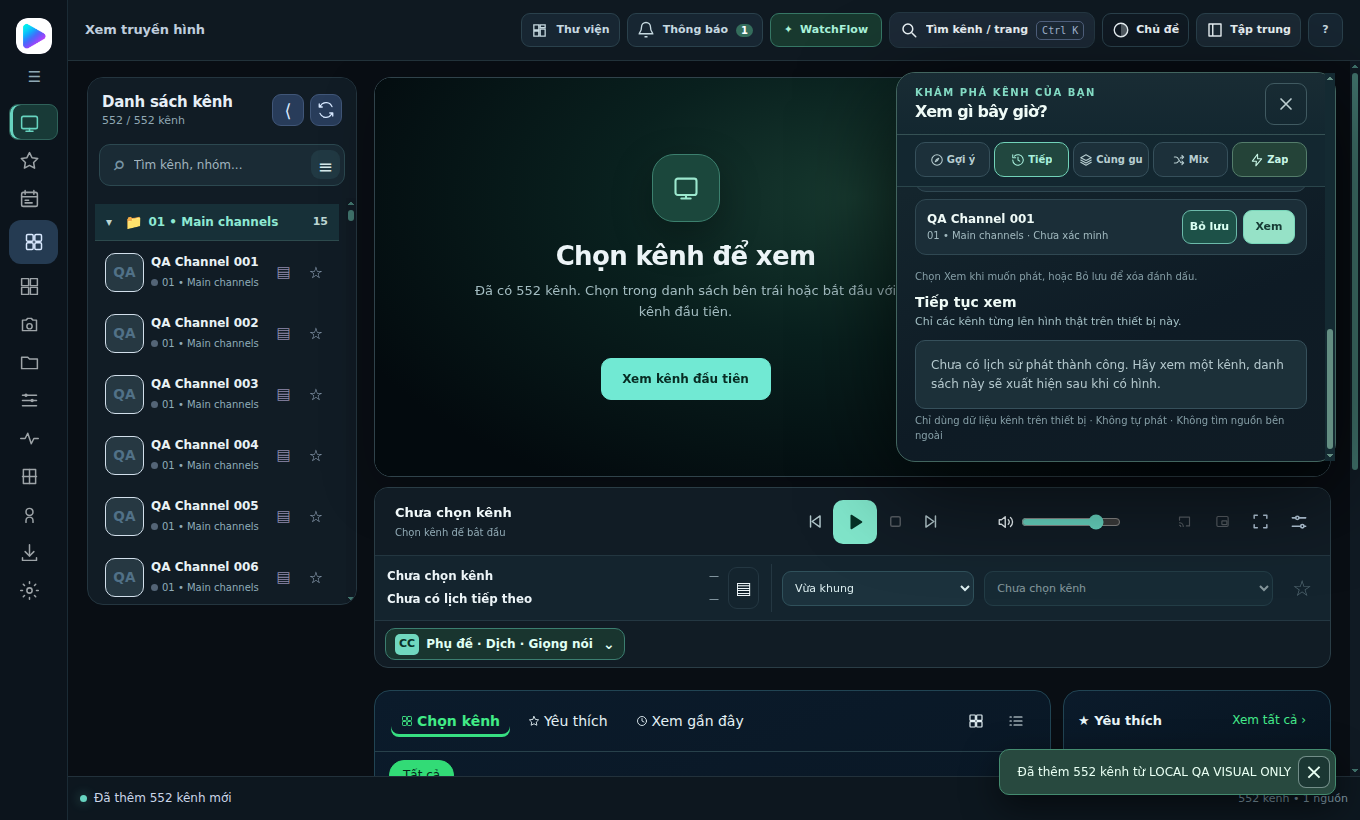 Xem truyền hình
Thư viện
Thông báo 1
✦ WatchFlow
Tìm kênh / trang Ctrl K
Chủ đề
Tập trung
?
Danh sách kênh
552 / 552 kênh
Tìm kênh, nhóm...
01 • Main channels 15
QA QA Channel 001
01 • Main channels
QA QA Channel 002
01 • Main channels
QA QA Channel 003
01 • Main channels
QA QA Channel 004
01 • Main channels
QA QA Channel 005
01 • Main channels
QA QA Channel 006
01 • Main channels
Chọn kênh để xem
Đã có 552 kênh. Chọn trong danh sách bên trái hoặc bắt đầu với
kênh đầu tiên.
Xem kênh đầu tiên
KHÁM PHÁ KÊNH CỦA BẠN
Xem gì bây giờ?
Gợi ý
Tiếp
Cùng gu
Mix
Zap
QA Channel 001
01 • Main channels · Chưa xác minh
Bỏ lưu
Xem
Chọn Xem khi muốn phát, hoặc Bỏ lưu để xóa đánh dấu.
Tiếp tục xem
Chỉ các kênh từng lên hình thật trên thiết bị này.
Chưa có lịch sử phát thành công. Hãy xem một kênh, danh
sách này sẽ xuất hiện sau khi có hình.
Chỉ dùng dữ liệu kênh trên thiết bị · Không tự phát · Không tìm nguồn bên
ngoài
Chưa chọn kênh
Chọn kênh để bắt đầu
Chưa chọn kênh —
Chưa có lịch tiếp theo —
Vừa khung
Chưa chọn kênh
CC Phụ đề · Dịch · Giọng nói
Chọn kênh
Yêu thích
Xem gần đây
Tất cả
★ Yêu thích
Xem tất cả ›
Đã thêm 552 kênh từ LOCAL QA VISUAL ONLY
Đã thêm 552 kênh mới
552 kênh • 1 nguồn